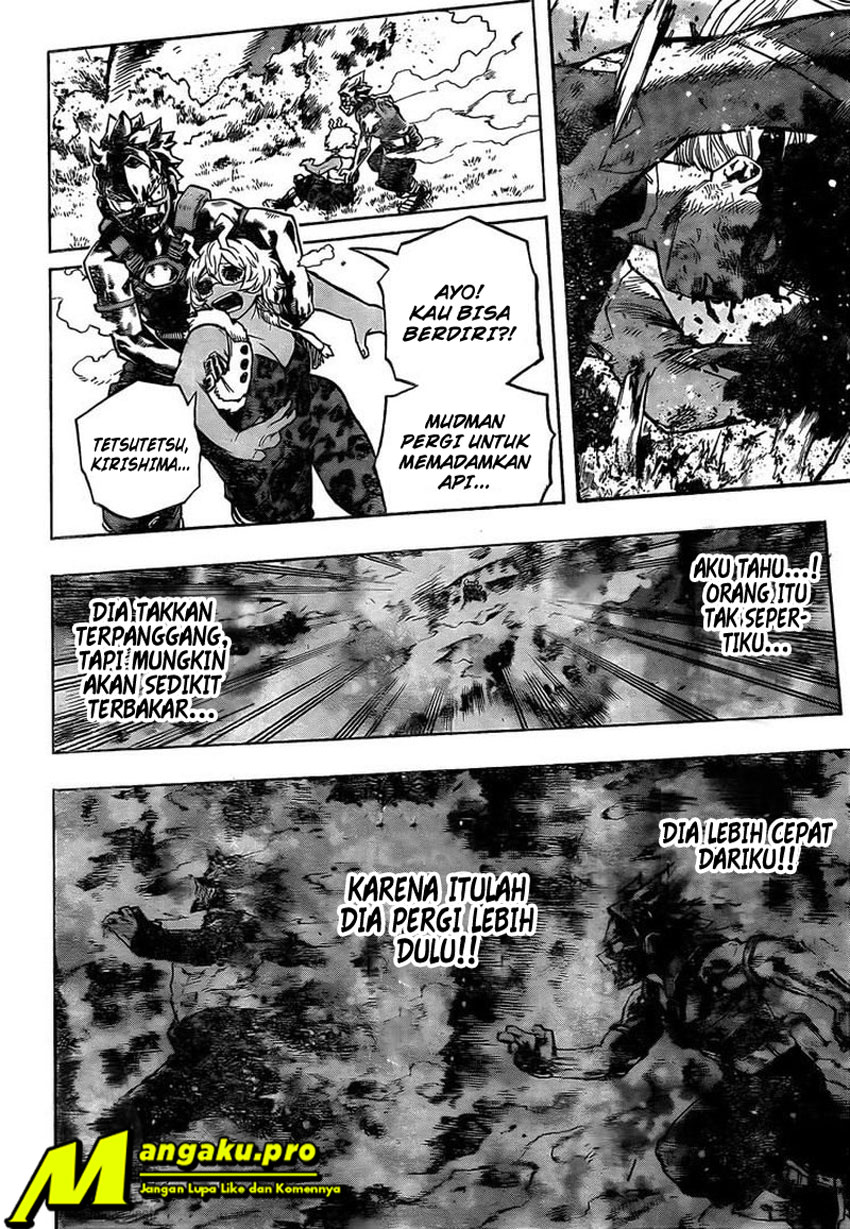 AYO!
KAU BISA
BERDIRI?!
MUDMAN
PERGI UNTUK
MEMADAMKAN
API...
TETSUTETSU,
KIRISHIMA...
AKU TAHU...!
ORANG ITU
TAK SEPER-
TIKU...
DIA TAKKAN
TERPANGGANG,
TAPI MUNGKIN
AKAN SEDIKIT
TERBAKAR...
DIA LEBIH CEPAT
DARIKU!!
KARENA ITULAH
DIA PERGI LEBIH
DULU!!
Mangaku.pro
Jangan Lupa Like dan Komennya